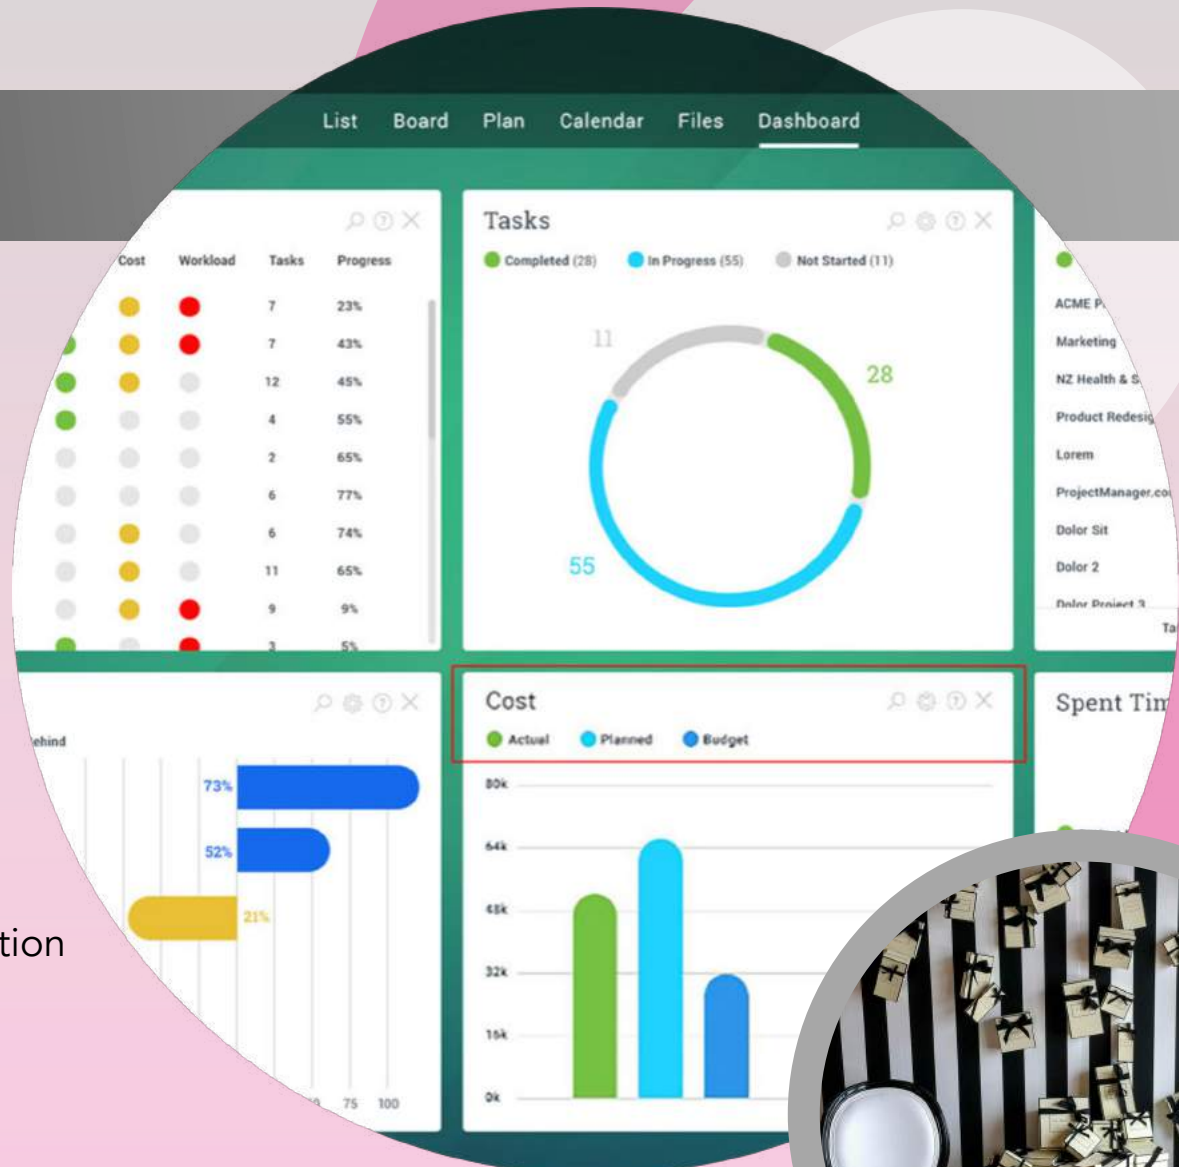 List Board Plan Calendar Files Dashboard
Cost Workload Tasks Progress
7 23%
7 43%
12 45%
4 55%
2 65%
6 77%
6 74%
11 65%
9 9%
3 5%
Tasks
Completed (28) In Progress (55) Not Started (11)
11
28
55
ACME P
Marketing
NZ Health & S
Product Redesig
Lorem
ProjectManager.co
Dolor Sit
Dolor 2
Dolor Project 3
Ta
ehind
73%
52%
21%
75 100
Cost
Actual Planned Budget
80k
64k
48k
32k
16k
0k
Spent Tim
tion